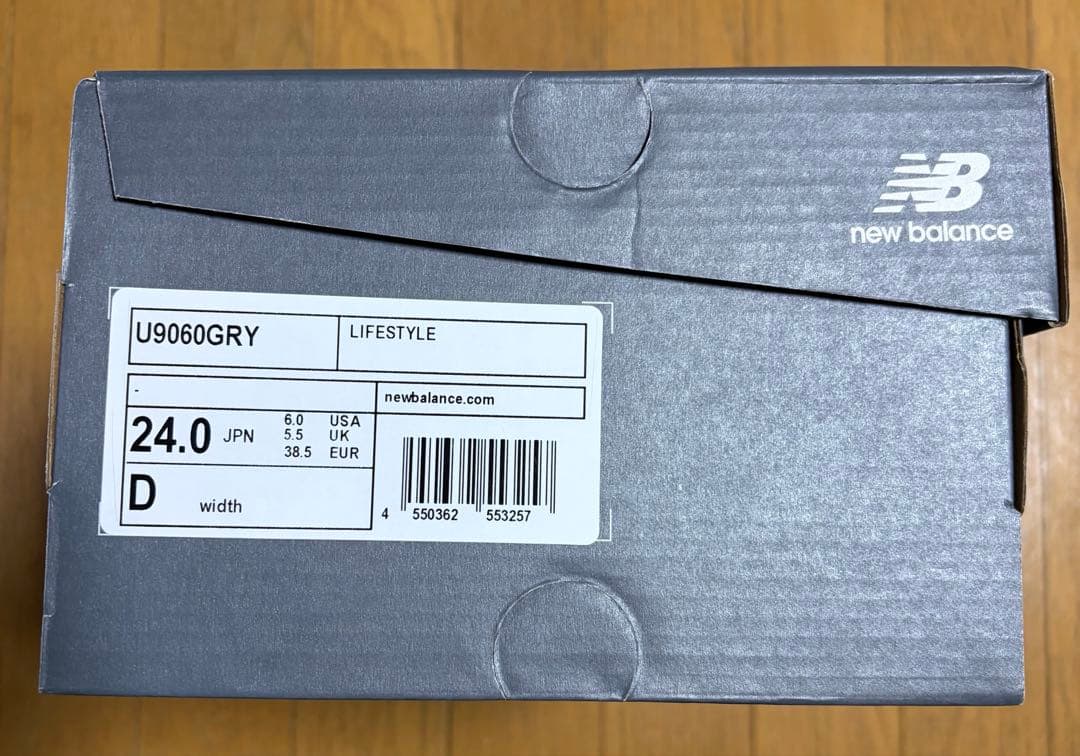 NB
new balance
U9060GRY
LIFESTYLE
-
newbalance.com
24.0 JPN
6.0 USA
5.5 UK
38.5 EUR
D width
4 550362 553257